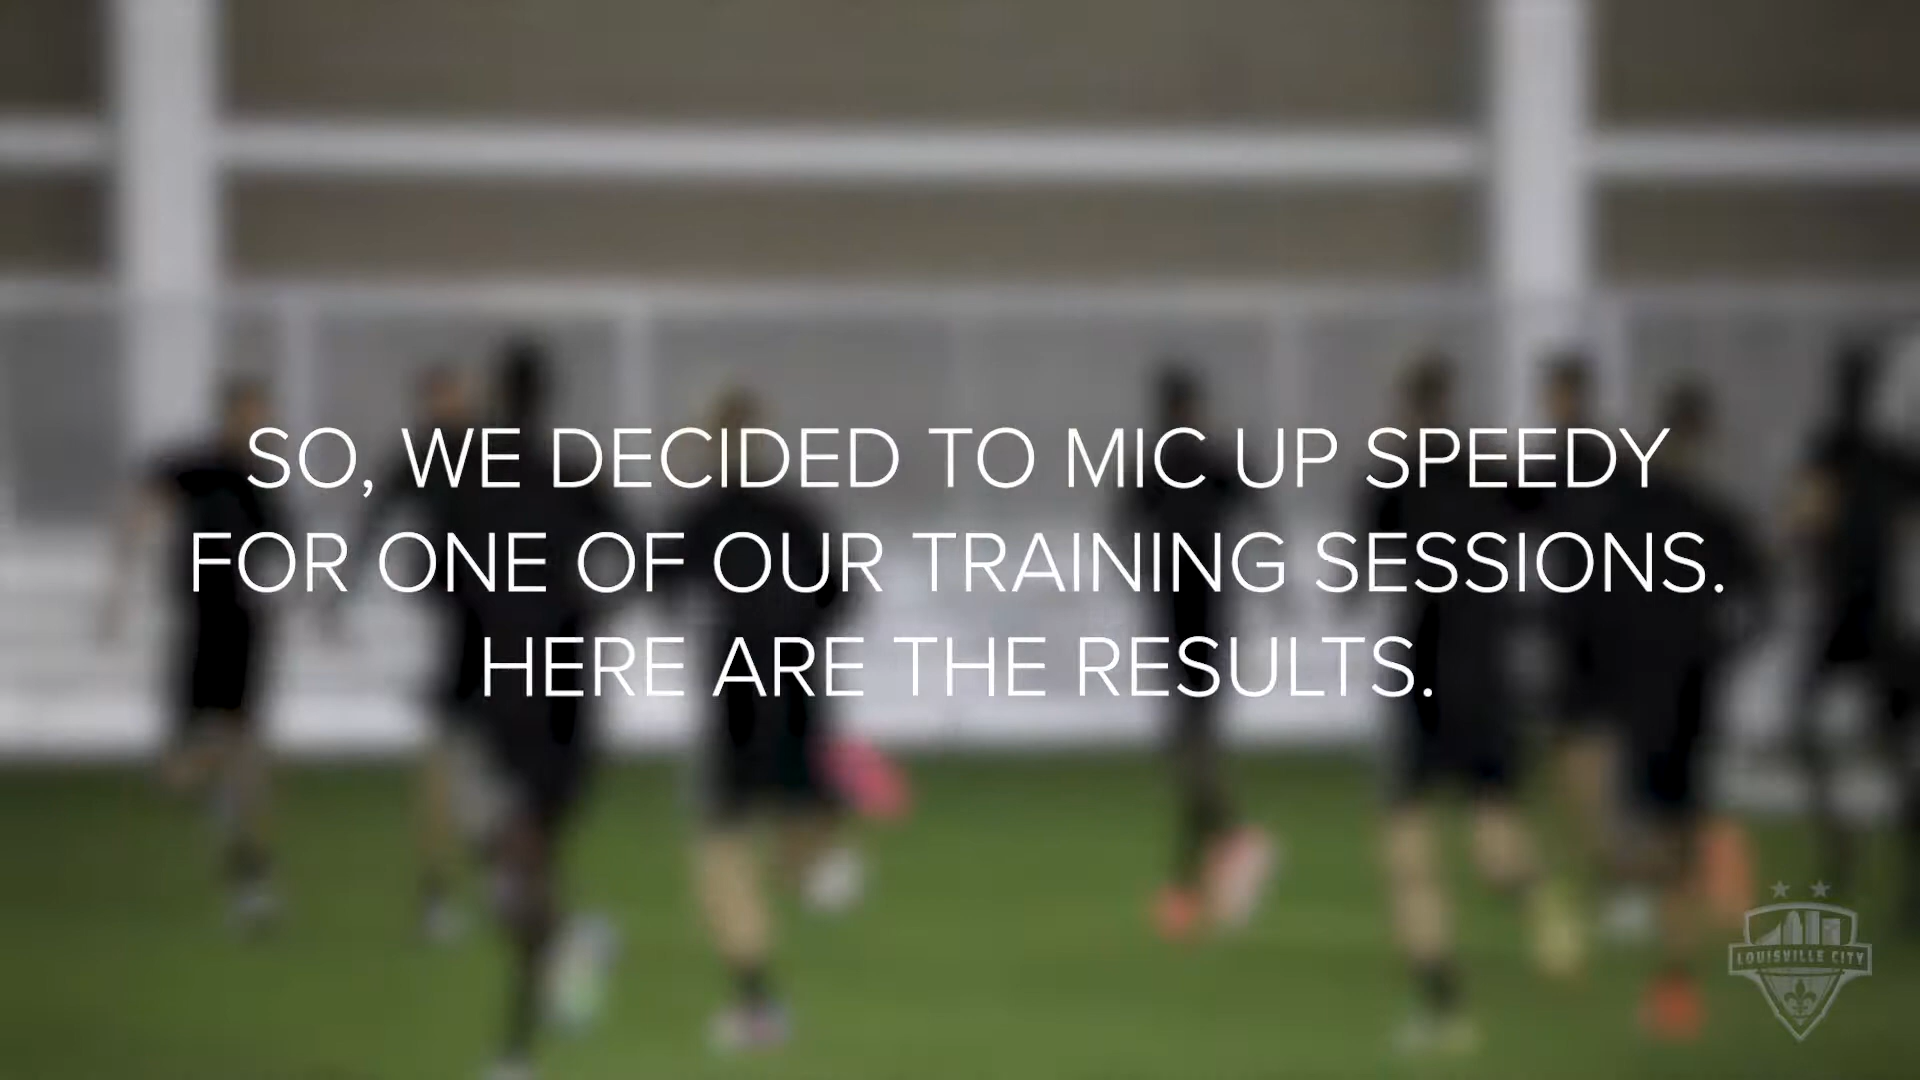 SO, WE DECIDED TO MIC UP SPEEDY
FOR ONE OF OUR TRAINING SESSIONS.
HERE ARE THE RESULTS.
LOUISVILLE CITY